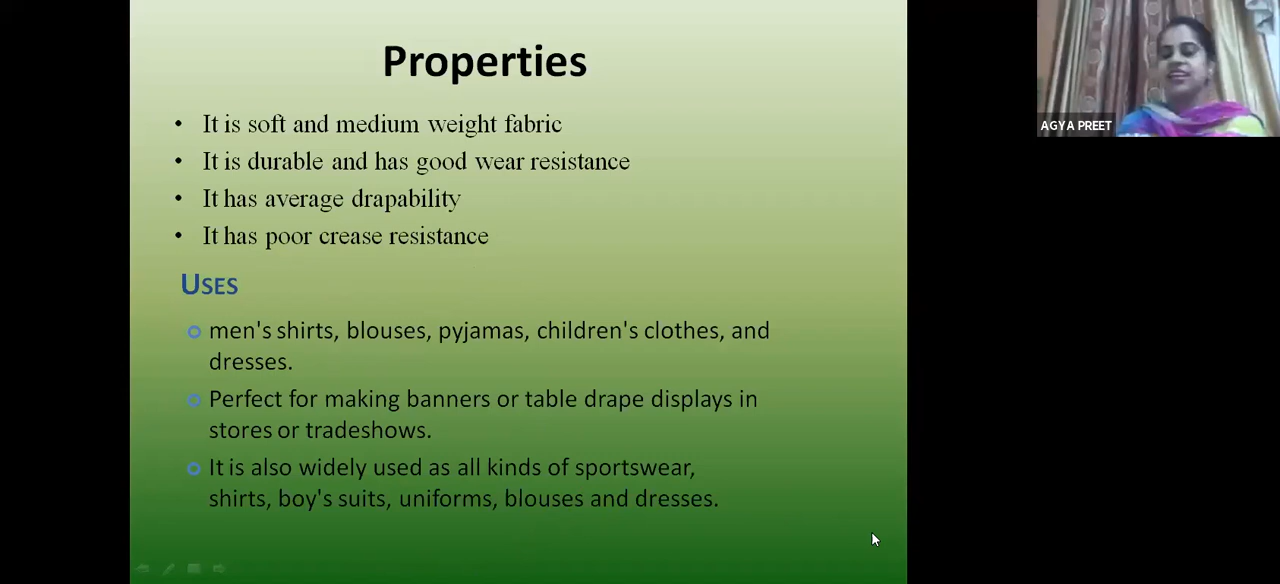 Properties
• It is soft and medium weight fabric
• It is durable and has good wear resistance
• It has average drapability
• It has poor crease resistance
USES
men's shirts, blouses, pyjamas, children's clothes, and
dresses.
Perfect for making banners or table drape displays in
stores or tradeshows.
It is also widely used as all kinds of sportswear,
shirts, boy's suits, uniforms, blouses and dresses.
AGYA PREET